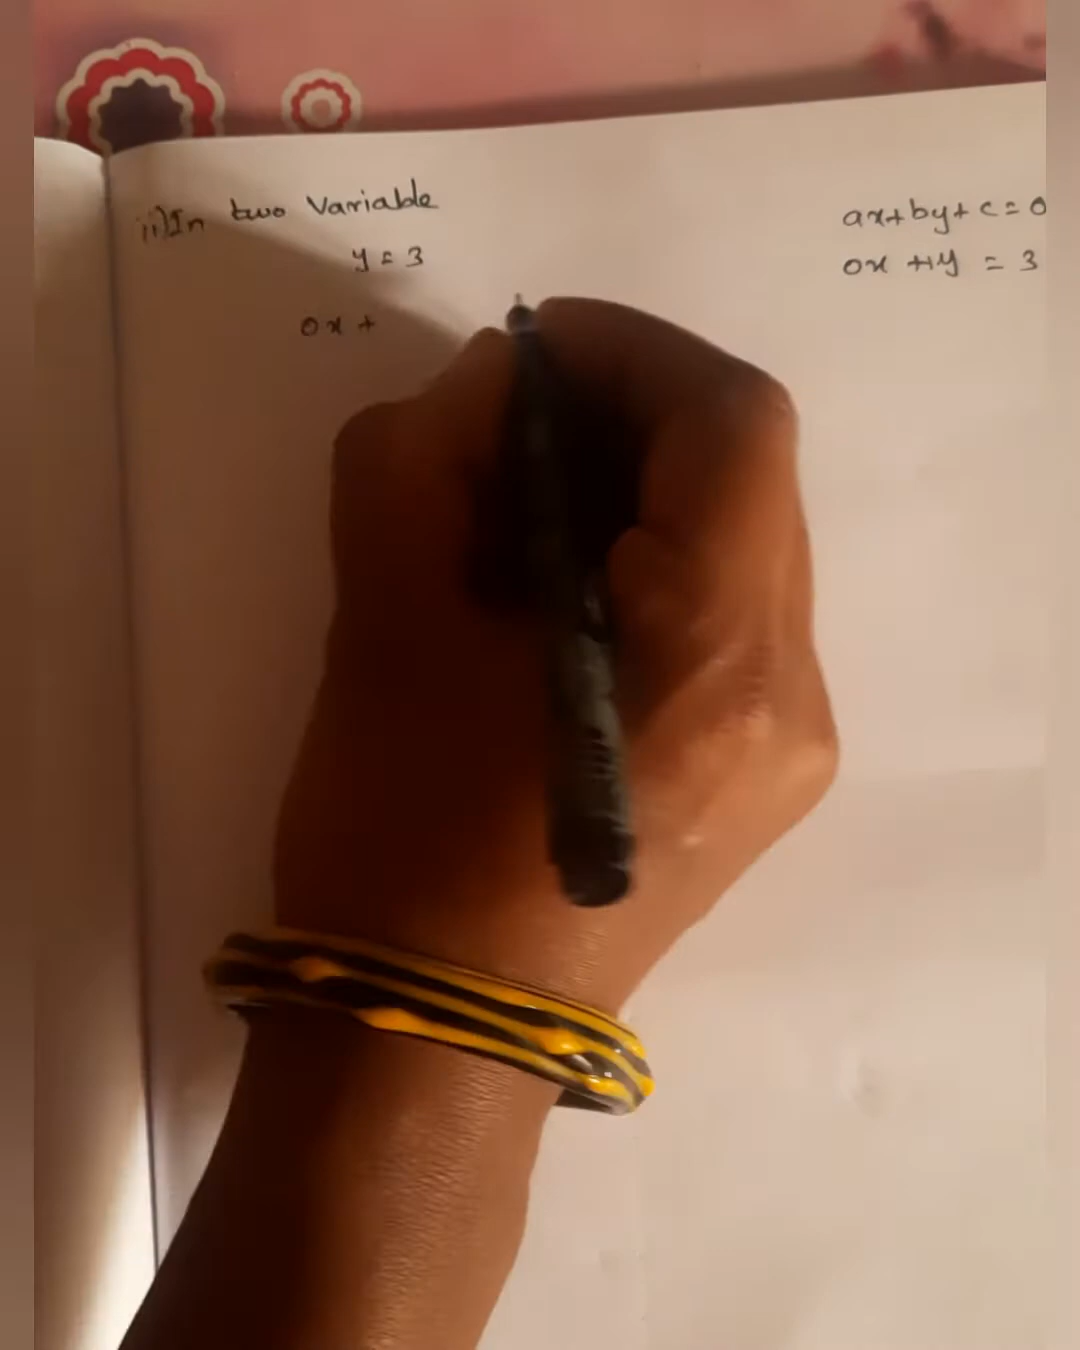 ii) In two Variable
y = 3
0x +
ax+by+c=0
0x +1y = 3